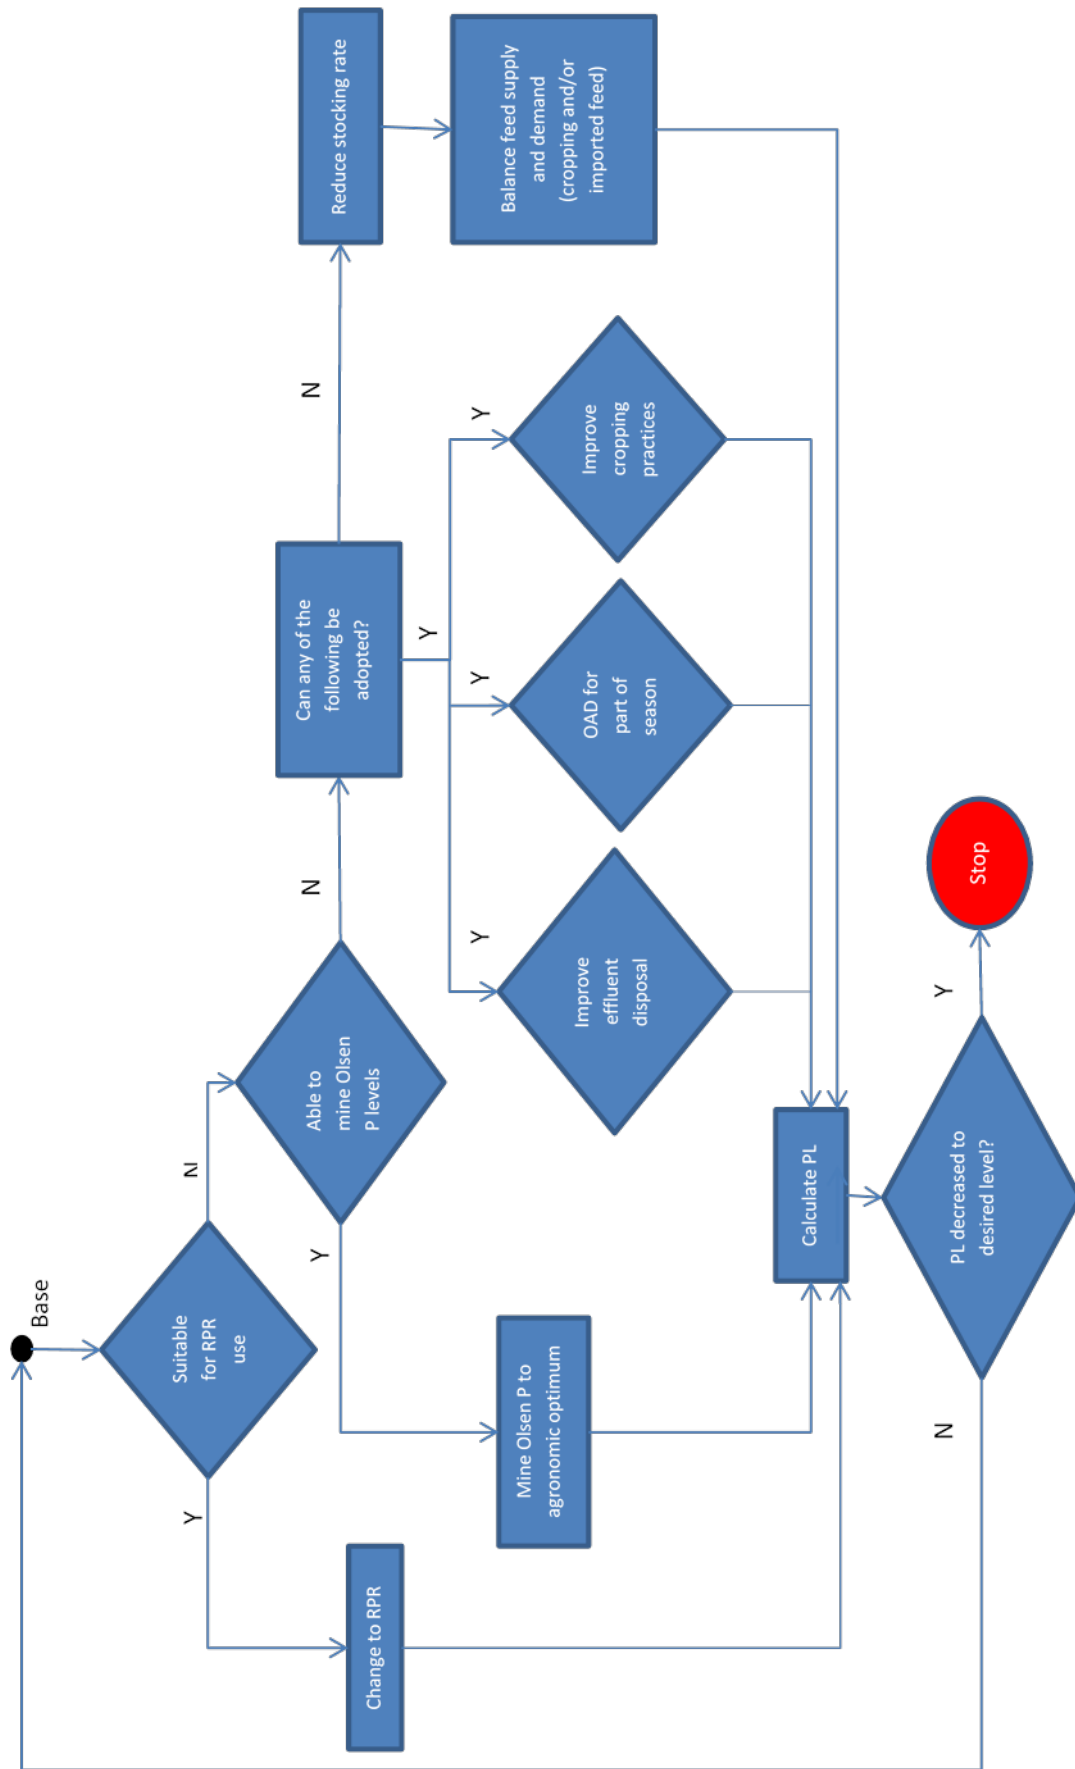 Base
Suitable
for RPR
use
Y
N
Change to RPR
Able to
mine Olsen
P levels
Y
N
Mine Olsen P to
agronomic optimum
Can any of the
following be
adopted?
N
Y
Reduce stocking rate
Balance feed supply
and demand
(cropping and/or
imported feed)
Y
Improve
effluent
disposal
Y
OAD for
part of
season
Y
Improve
cropping
practices
Calculate PL
PL decreased to
desired level?
N
Y
Stop